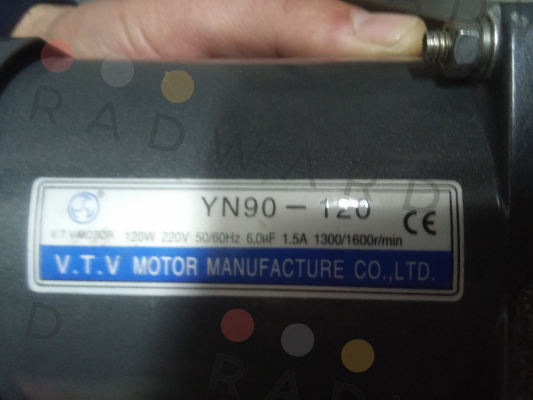 RADWARD
YN90-120
CE
V.T.V MOTOR 120W 220V 50/60Hz 6.0µF 1.5A 1300/1600r/min
V.T.V MOTOR MANUFACTURE CO.,LTD.
D
RADWA